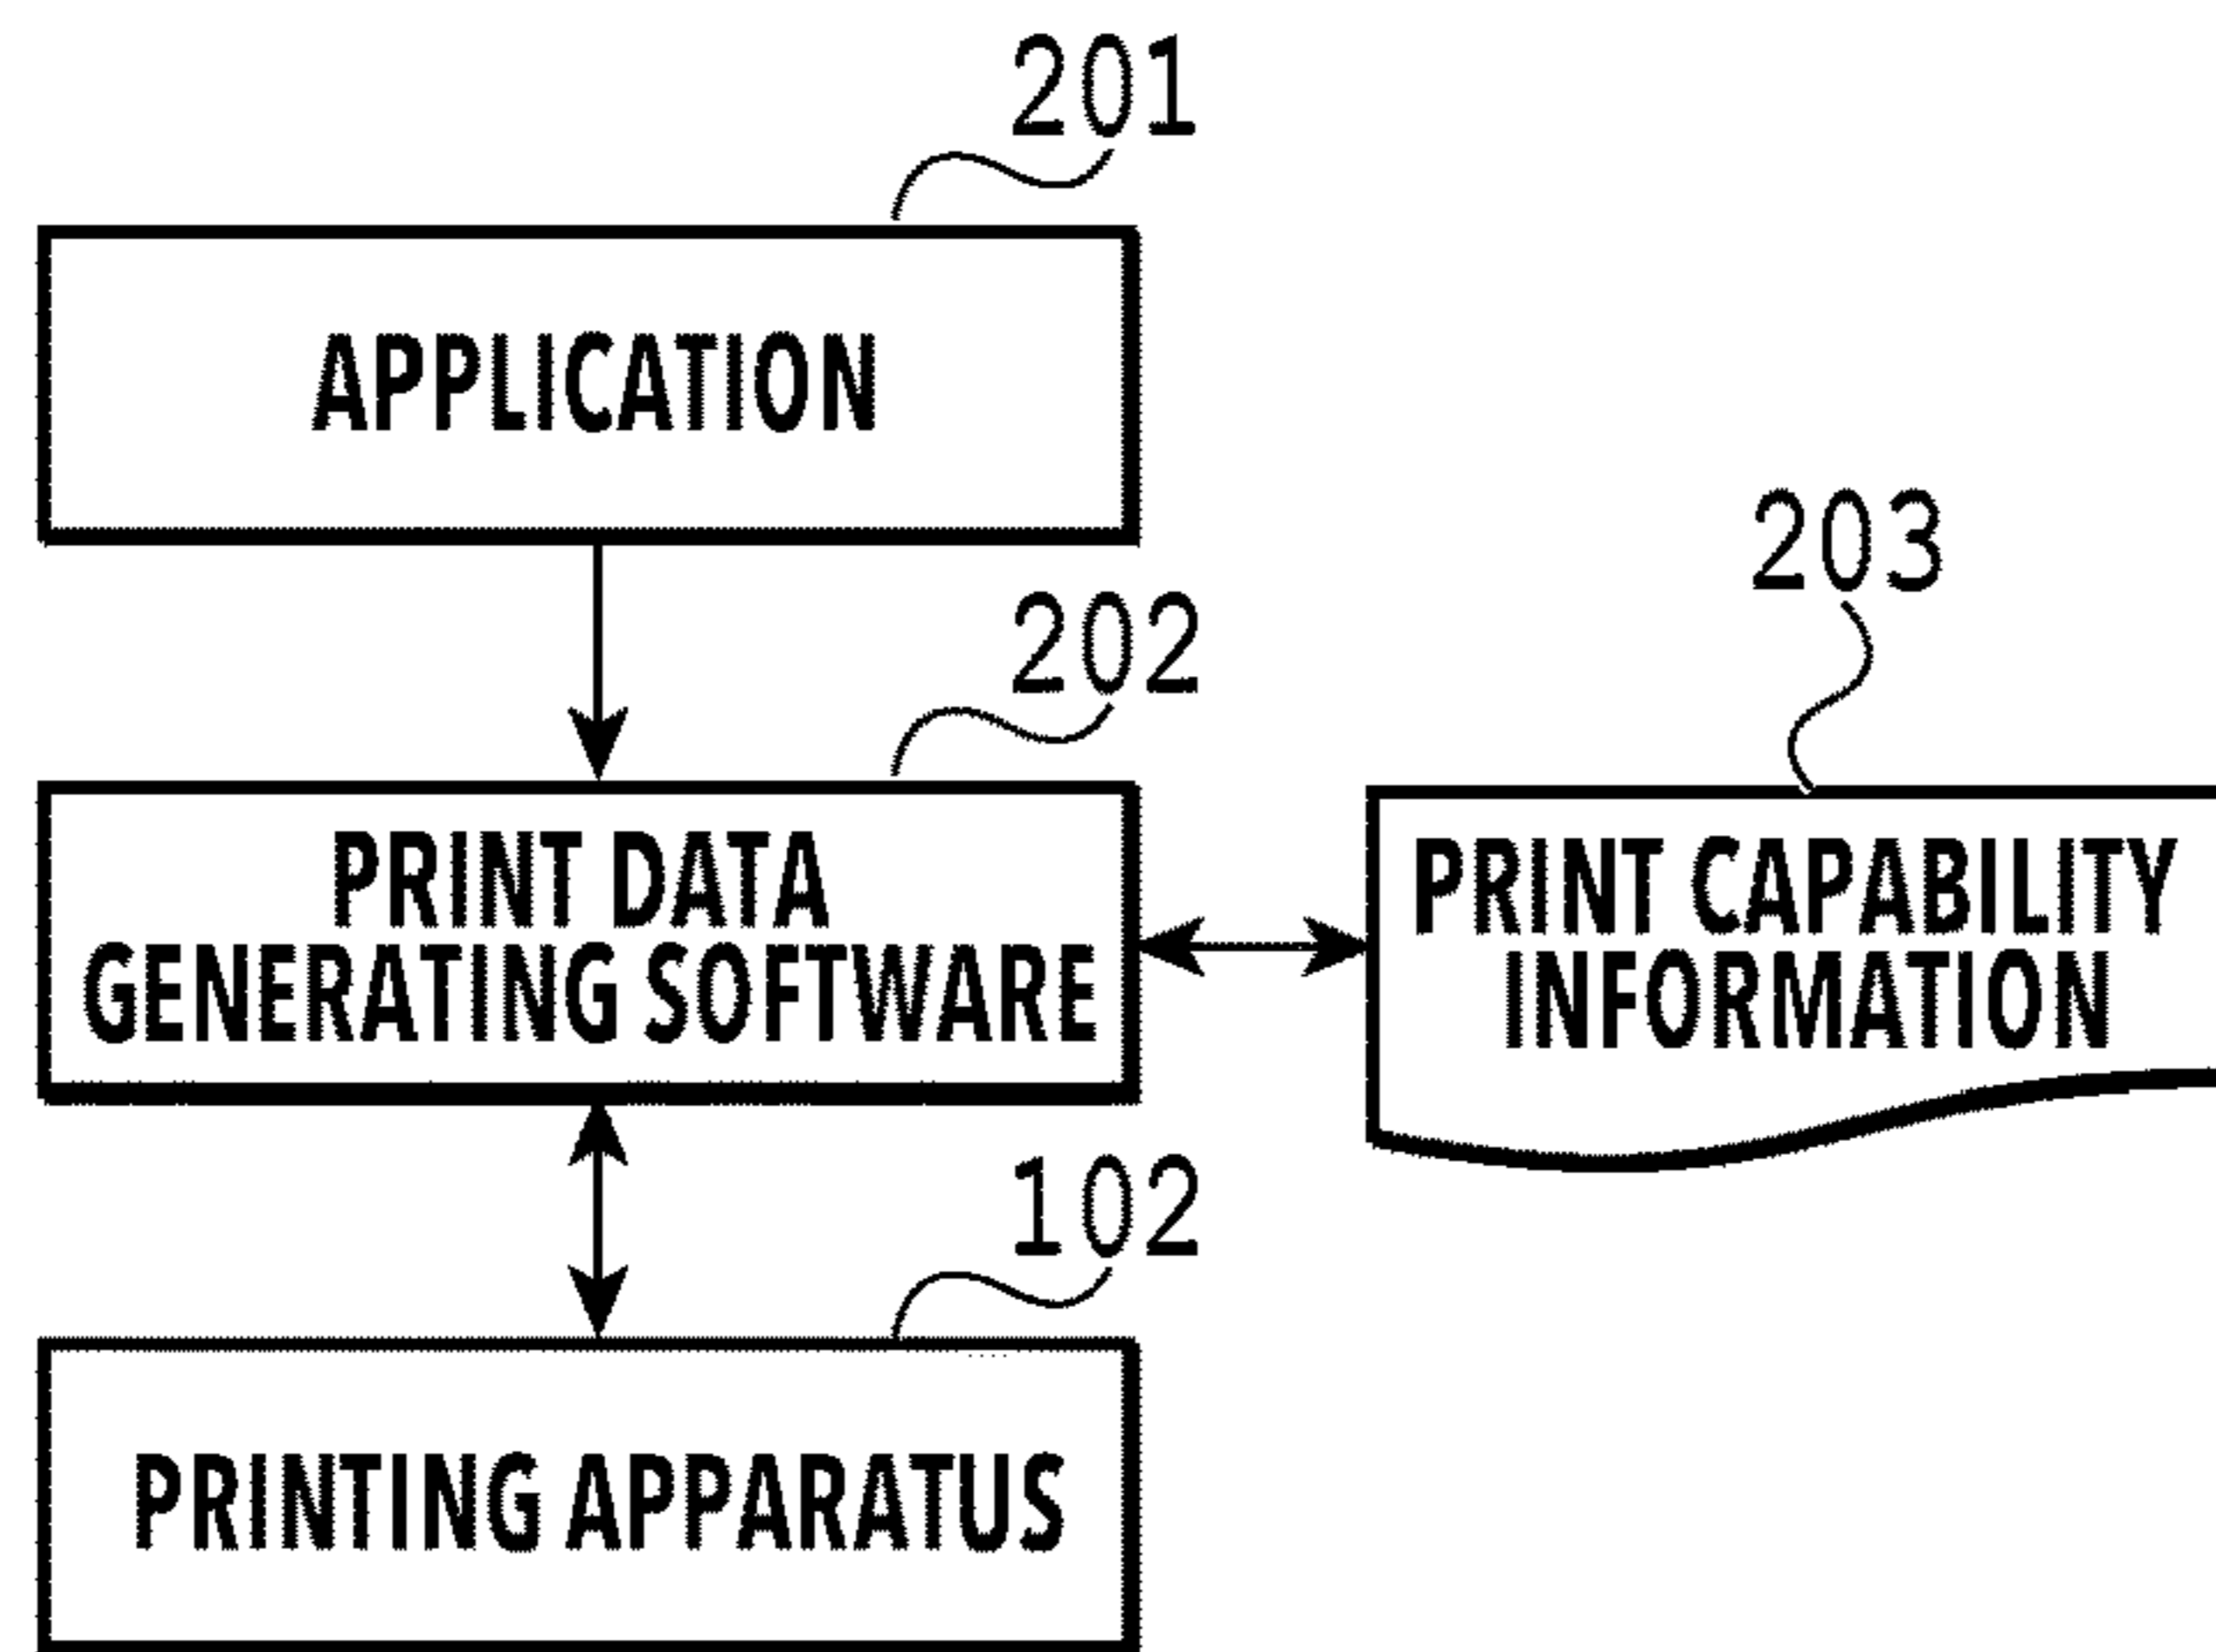 201
APPLICATION
203
202
PRINT DATA
GENERATING SOFTWARE
PRINT CAPABILITY
INFORMATION
102
PRINTING APPARATUS